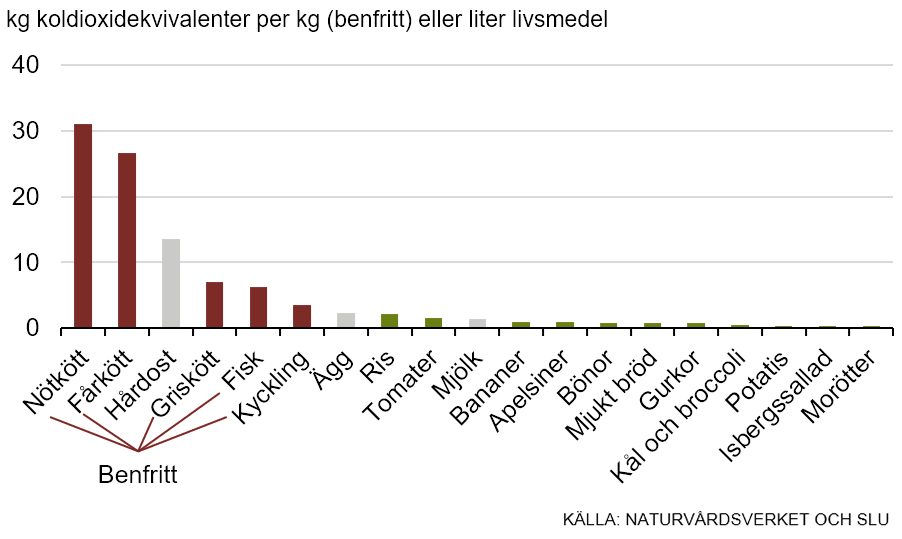 kg koldioxidekvivalenter per kg (benfritt) eller liter livsmedel
40
30
20
10
0
Nötkött
Fårkött
Hårdost
Griskött
Fisk
Kyckling
Ägg
Ris
Tomater
Mjölk
Bananer
Apelsiner
Bönor
Mjukt bröd
Gurkor
Kål och broccoli
Potatis
Isbergssallad
Morötter
Benfritt
KÄLLA: NATURVÅRDSVERKET OCH SLU